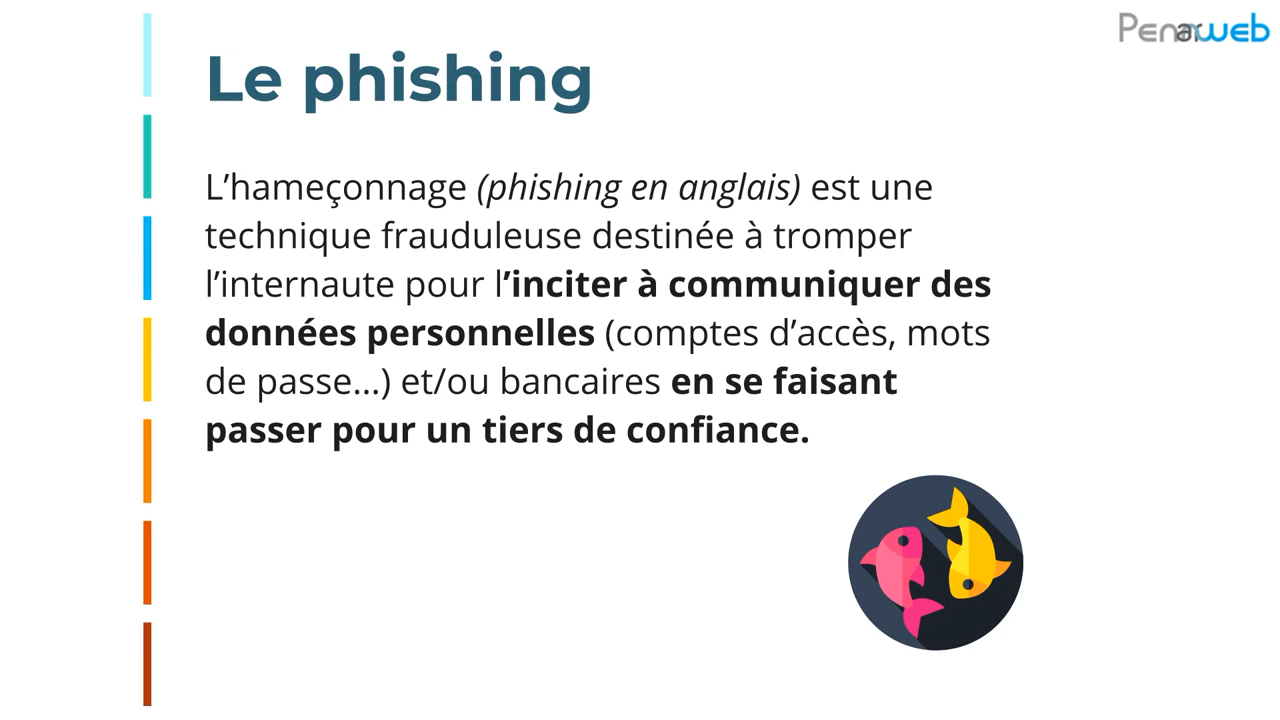 Penarweb
Le phishing
L’hameçonnage (phishing en anglais) est une
technique frauduleuse destinée à tromper
l’internaute pour l’inciter à communiquer des
données personnelles (comptes d’accès, mots
de passe…) et/ou bancaires en se faisant
passer pour un tiers de confiance.